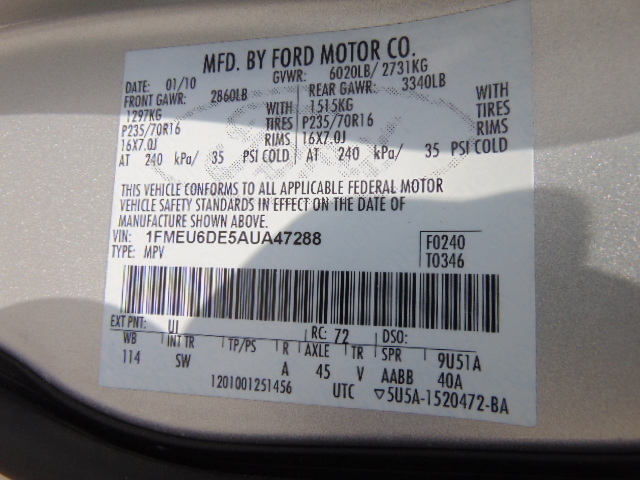 MFD. BY FORD MOTOR CO.
DATE: 01/10 GVWR: 6020LB/ 2731KG
FRONT GAWR: 2860LB REAR GAWR: 3340LB
1297KG WITH 1515KG WITH
P235/70R16 TIRES P235/70R16 TIRES
16X7.0J RIMS 16X7.0J RIMS
AT 240 kPa/ 35 PSI COLD AT 240 kPa/ 35 PSI COLD
THIS VEHICLE CONFORMS TO ALL APPLICABLE FEDERAL MOTOR
VEHICLE SAFETY STANDARDS IN EFFECT ON THE DATE OF
MANUFACTURE SHOWN ABOVE.
VIN: 1FMEU6DE5AUA47288 F0240
TYPE: MPV T0346
EXT PNT: UI RC: 72 DSO:
WB INT TR TP/PS R AXLE TR SPR 9U51A
114 SW A 45 V AABB 40A
1201001251456 UTC ▽5U5A-1520472-BA